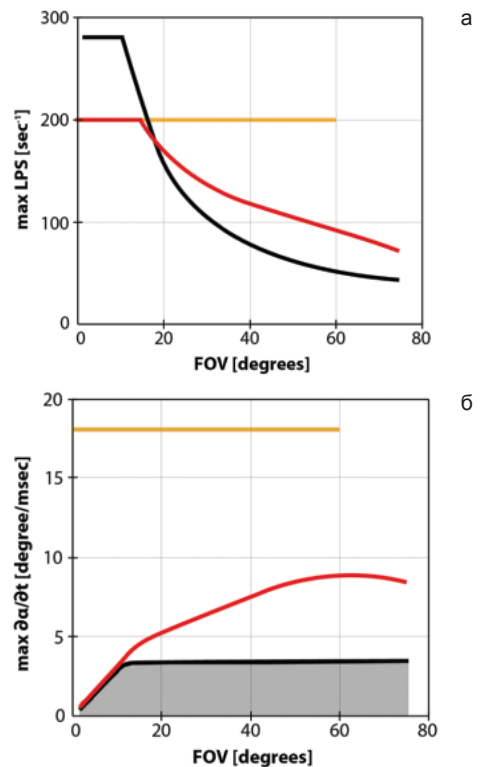 а
300
200
100
0
max LPS [sec⁻¹]
0 20 40 60 80
FOV [degrees]
б
20
15
10
5
0
max ∂α/∂t [degree/msec]
0 20 40 60 80
FOV [degrees]